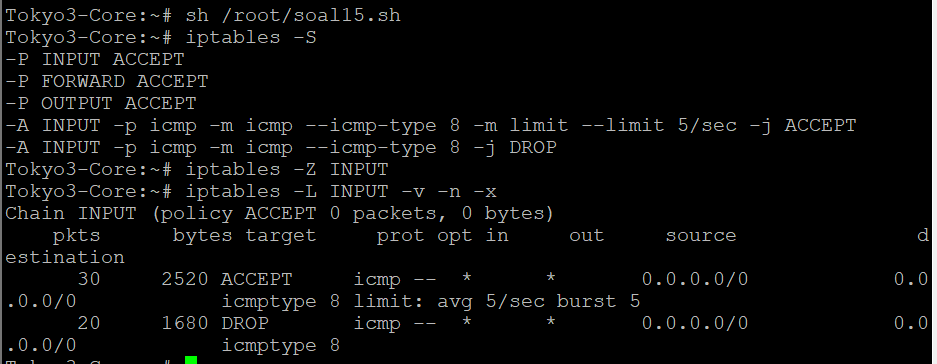 Tokyo3-Core:~# sh /root/soal15.sh
Tokyo3-Core:~# iptables -S
-P INPUT ACCEPT
-P FORWARD ACCEPT
-P OUTPUT ACCEPT
-A INPUT -p icmp -m icmp --icmp-type 8 -m limit --limit 5/sec -j ACCEPT
-A INPUT -p icmp -m icmp --icmp-type 8 -j DROP
Tokyo3-Core:~# iptables -Z INPUT
Tokyo3-Core:~# iptables -L INPUT -v -n -x
Chain INPUT (policy ACCEPT 0 packets, 0 bytes)
    pkts      bytes target     prot opt in     out     source               d
estination
      30     2520 ACCEPT     icmp --  *      *       0.0.0.0/0            0.0
.0.0/0            icmptype 8 limit: avg 5/sec burst 5
      20     1680 DROP       icmp --  *      *       0.0.0.0/0            0.0
.0.0/0            icmptype 8
Tokyo3-Core:~#